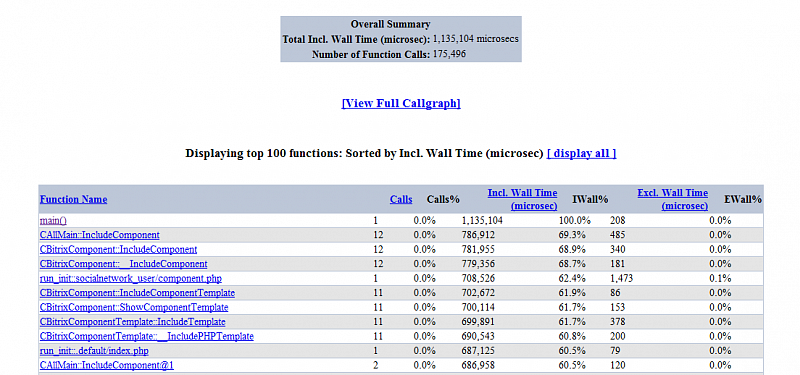 Overall Summary
Total Incl. Wall Time (microsec): 1,135,104 microsecs
Number of Function Calls: 175,496
[View Full Callgraph]
Displaying top 100 functions: Sorted by Incl. Wall Time (microsec) [ display all ]
Function Name Calls Calls% Incl. Wall Time (microsec) IWall% Excl. Wall Time (microsec) EWall%
main() 1 0.0% 1,135,104 100.0% 208 0.0%
CAllMain::IncludeComponent 12 0.0% 786,912 69.3% 485 0.0%
CBitrixComponent::IncludeComponent 12 0.0% 781,955 68.9% 340 0.0%
CBitrixComponent::__IncludeComponent 12 0.0% 779,356 68.7% 181 0.0%
run_init::socialnetwork_user/component.php 1 0.0% 708,526 62.4% 1,473 0.1%
CBitrixComponent::IncludeComponentTemplate 11 0.0% 702,672 61.9% 86 0.0%
CBitrixComponent::ShowComponentTemplate 11 0.0% 700,114 61.7% 153 0.0%
CBitrixComponentTemplate::IncludeTemplate 11 0.0% 699,891 61.7% 378 0.0%
CBitrixComponentTemplate::__IncludePHPTemplate 11 0.0% 690,543 60.8% 200 0.0%
run_init::.default/index.php 1 0.0% 687,125 60.5% 79 0.0%
CAllMain::IncludeComponent@1 2 0.0% 686,958 60.5% 120 0.0%